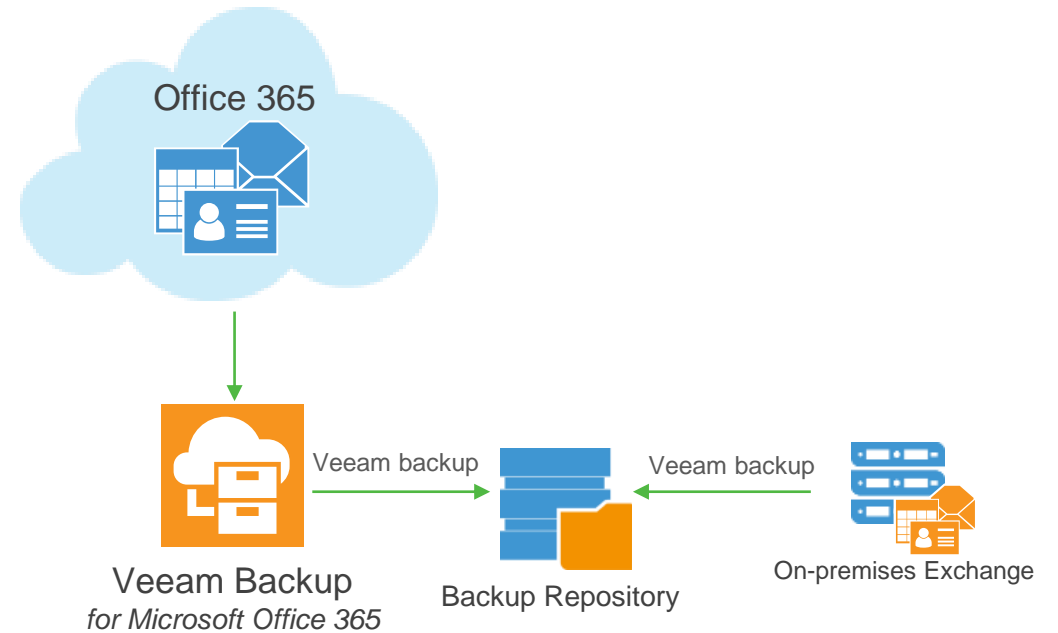 Office 365
Veeam backup
Veeam backup
Veeam Backup
for Microsoft Office 365
Backup Repository
On-premises Exchange